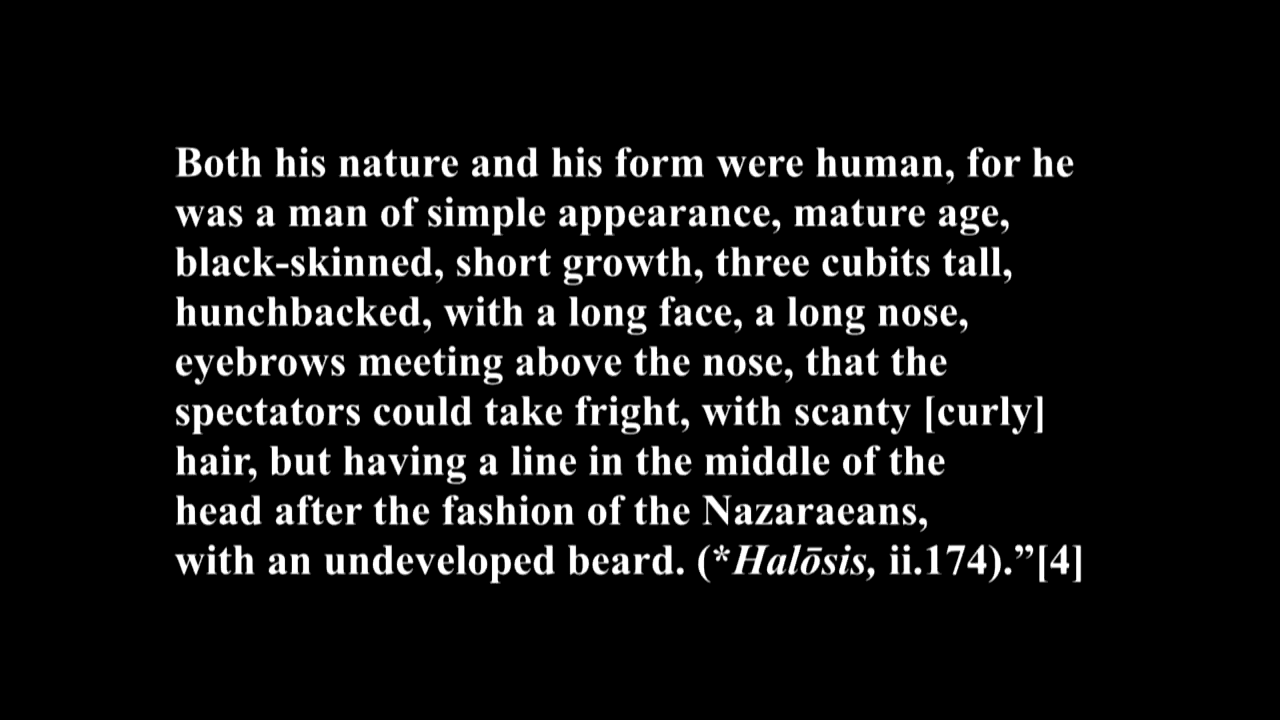 Both his nature and his form were human, for he
was a man of simple appearance, mature age,
black-skinned, short growth, three cubits tall,
hunchbacked, with a long face, a long nose,
eyebrows meeting above the nose, that the
spectators could take fright, with scanty [curly]
hair, but having a line in the middle of the
head after the fashion of the Nazaraeans,
with an undeveloped beard. (*Halōsis, ii.174).”[4]